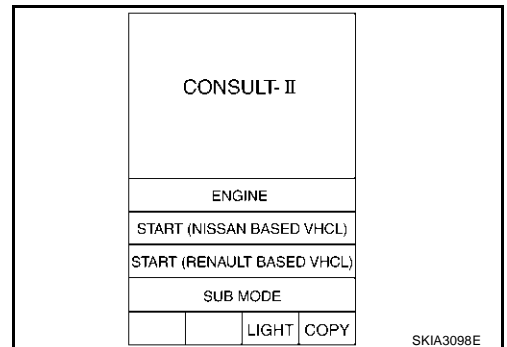 CONSULT-II
ENGINE
START (NISSAN BASED VHCL)
START (RENAULT BASED VHCL)
SUB MODE
LIGHT COPY
SKIA3098E